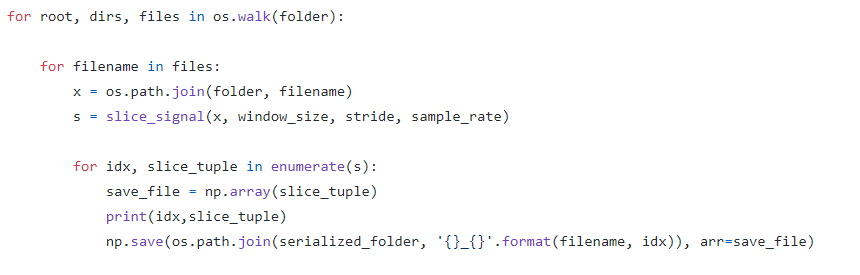 for root, dirs, files in os.walk(folder):
for filename in files:
x = os.path.join(folder, filename)
s = slice_signal(x, window_size, stride, sample_rate)
for idx, slice_tuple in enumerate(s):
save_file = np.array(slice_tuple)
print(idx,slice_tuple)
np.save(os.path.join(serialized_folder, '{}_{}'.format(filename, idx)), arr=save_file)